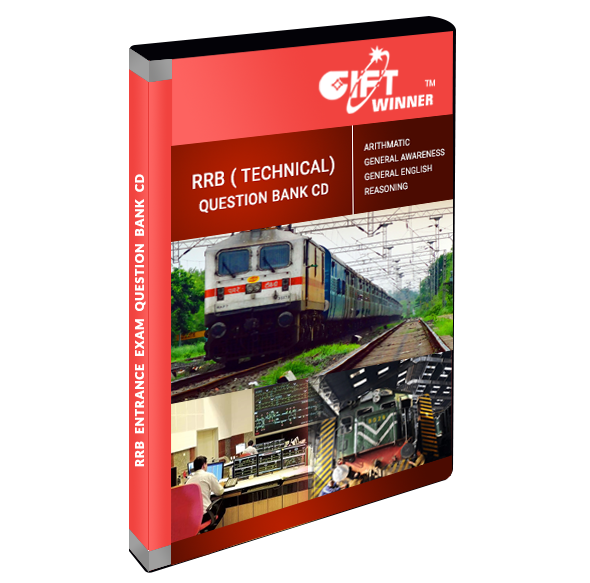 GIFT
WINNER
TM
RRB ( TECHNICAL)
QUESTION BANK CD
ARITHMATIC
GENERAL AWARENESS
GENERAL ENGLISH
REASONING
RRB ENTRANCE EXAM QUESTION BANK CD